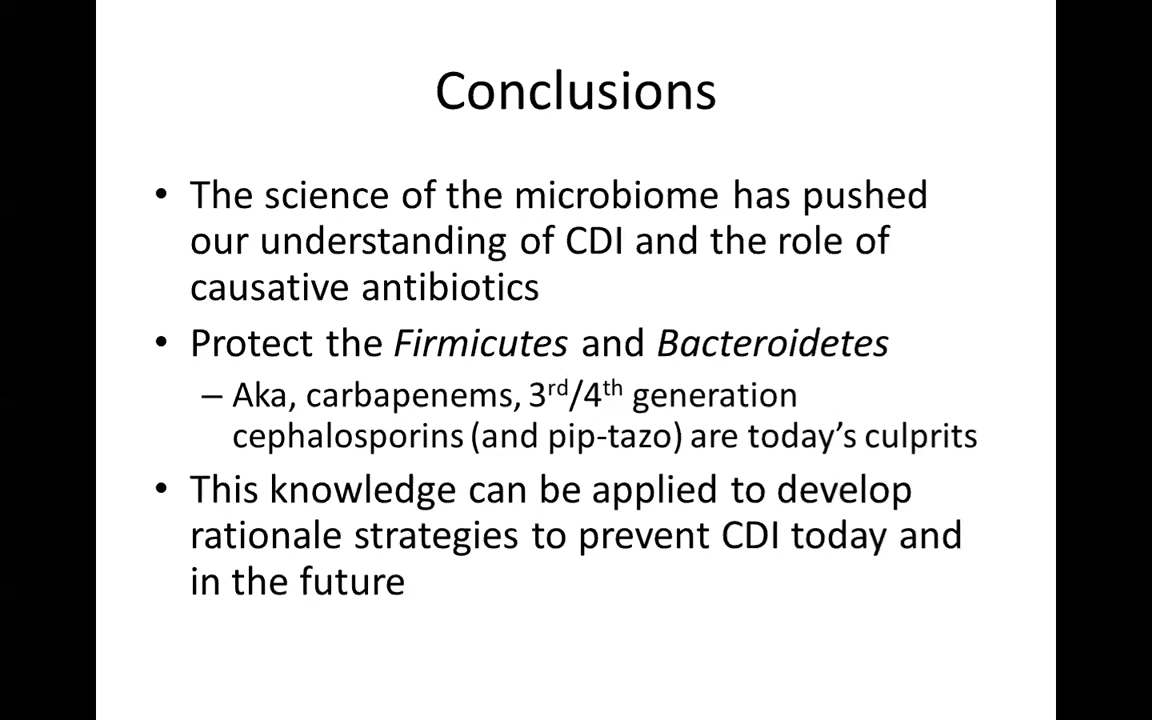 Conclusions
• The science of the microbiome has pushed
our understanding of CDI and the role of
causative antibiotics
• Protect the Firmicutes and Bacteroidetes
– Aka, carbapenems, 3rd/4th generation
cephalosporins (and pip-tazo) are today’s culprits
• This knowledge can be applied to develop
rationale strategies to prevent CDI today and
in the future